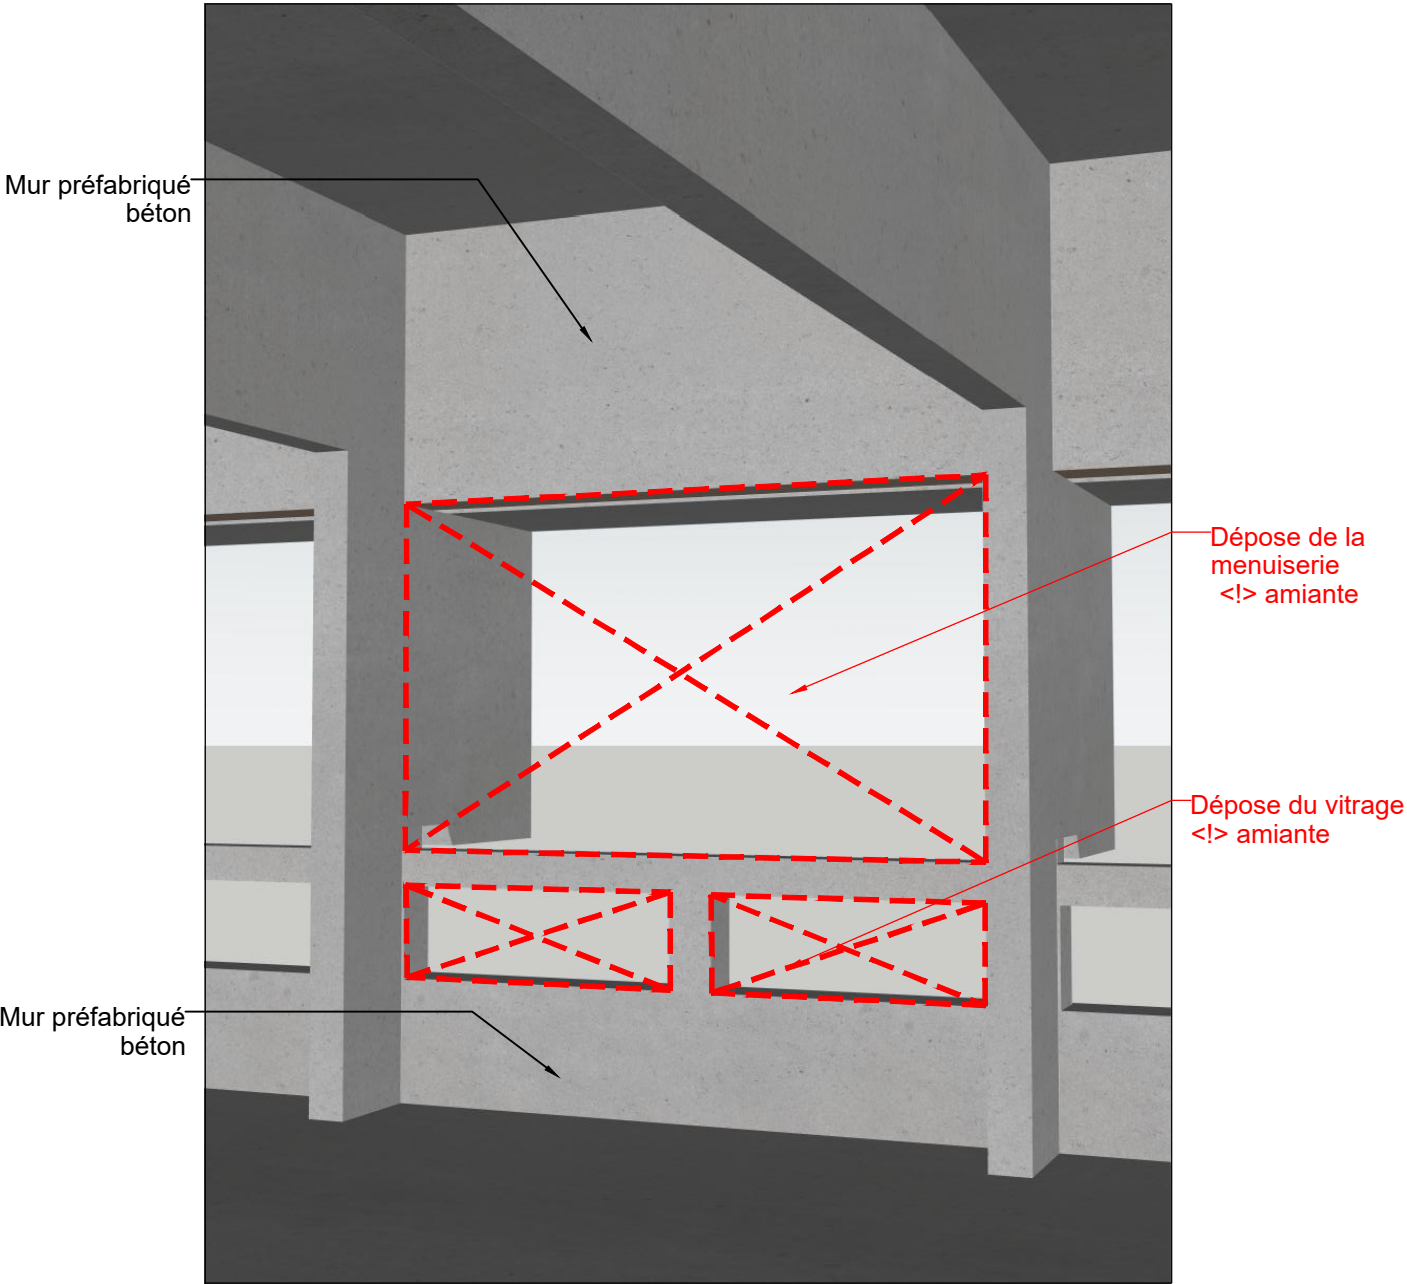 Mur préfabriqué
béton
Dépose de la
menuiserie
<!> amiante
Dépose du vitrage
<!> amiante
Mur préfabriqué
béton